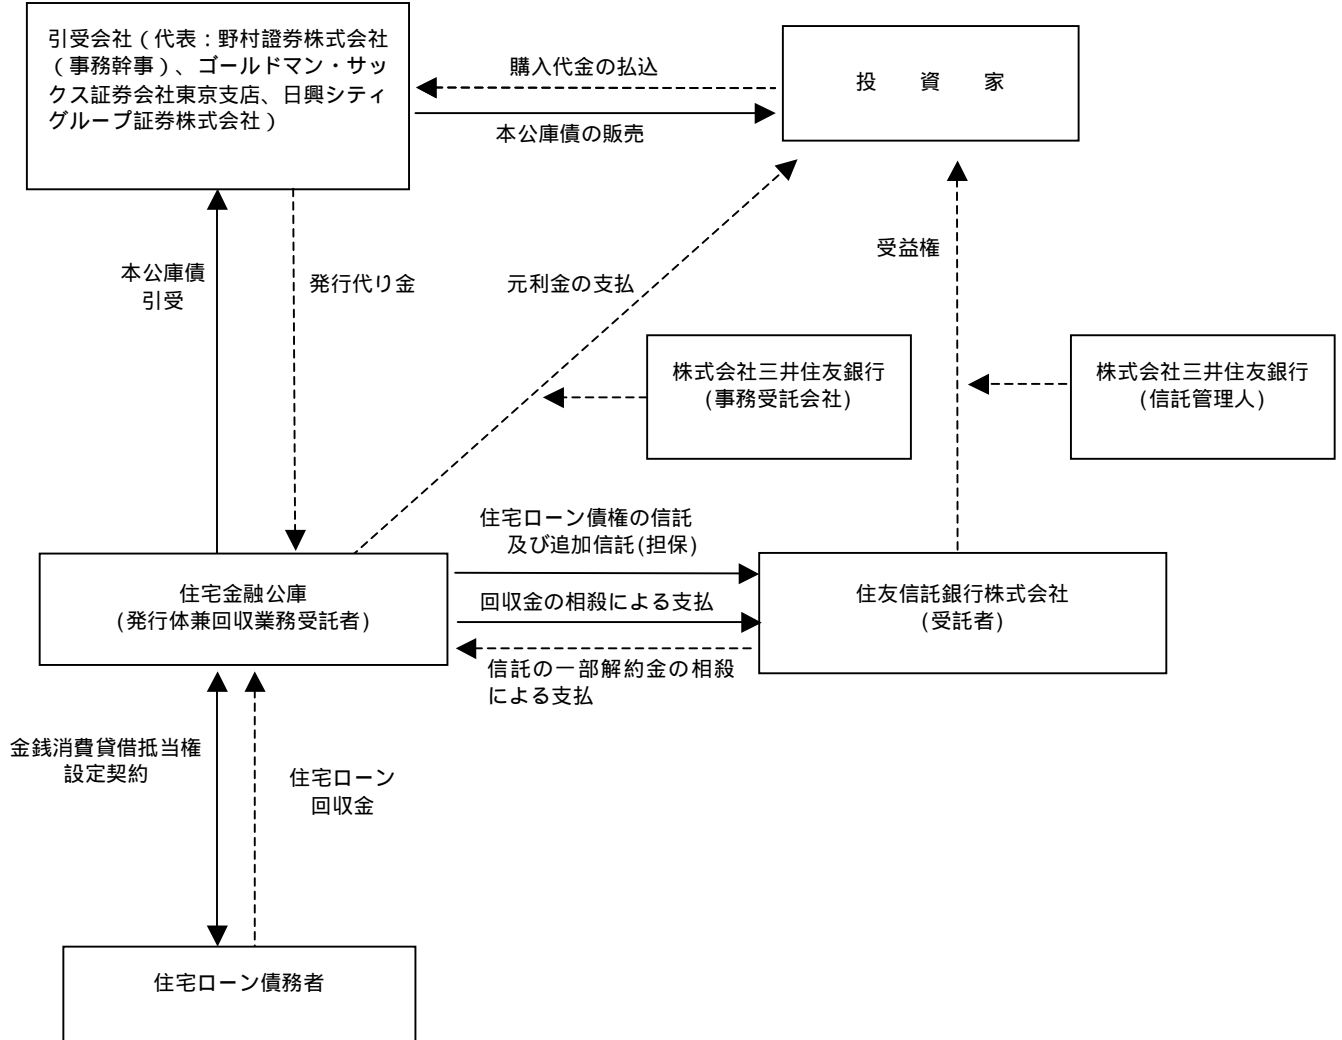 引受会社（代表：野村證券株式会社
（事務幹事）、ゴールドマン・サッ
クス証券会社東京支店、日興シティ
グループ証券株式会社）
購入代金の払込
本公庫債の販売
投　資　家
本公庫債
引受
発行代り金
元利金の支払
受益権
株式会社三井住友銀行
(事務受託会社)
株式会社三井住友銀行
(信託管理人)
住宅ローン債権の信託
及び追加信託(担保)
住宅金融公庫
(発行体兼回収業務受託者)
回収金の相殺による支払
信託の一部解約金の相殺
による支払
住友信託銀行株式会社
(受託者)
金銭消費貸借抵当権
設定契約
住宅ローン
回収金
住宅ローン債務者